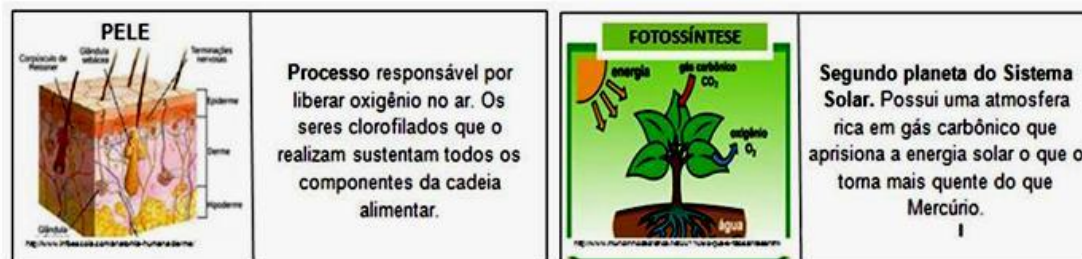 PELE
Corpúsculo de
Meissner
Glândula
sebácea
Terminações
nervosas
Epiderme
Derme
Hipoderme
Glândula
Processo responsável por
liberar oxigênio no ar. Os
seres clorofilados que o
realizam sustentam todos os
componentes da cadeia
alimentar.
FOTOSSÍNTESE
energia
gás carbônico
CO₂
oxigênio
O₂
água
Segundo planeta do Sistema
Solar. Possui uma atmosfera
rica em gás carbônico que
aprisiona a energia solar o que o
torna mais quente do que
Mercúrio.